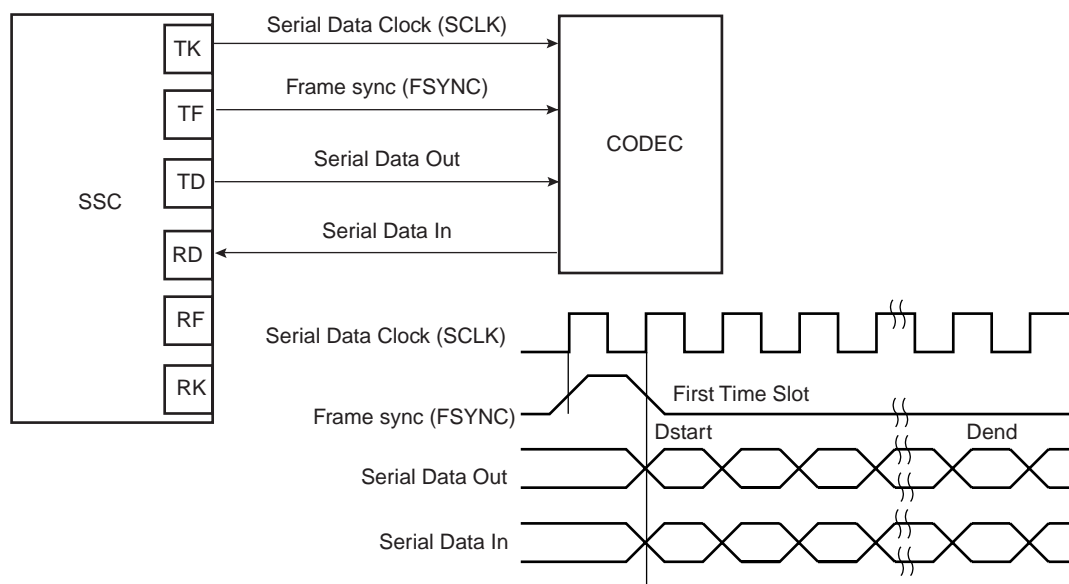 SSC
TK
TF
TD
RD
RF
RK
Serial Data Clock (SCLK)
Frame sync (FSYNC)
Serial Data Out
Serial Data In
CODEC
Serial Data Clock (SCLK)
Frame sync (FSYNC)
First Time Slot
Dstart
Dend
Serial Data Out
Serial Data In